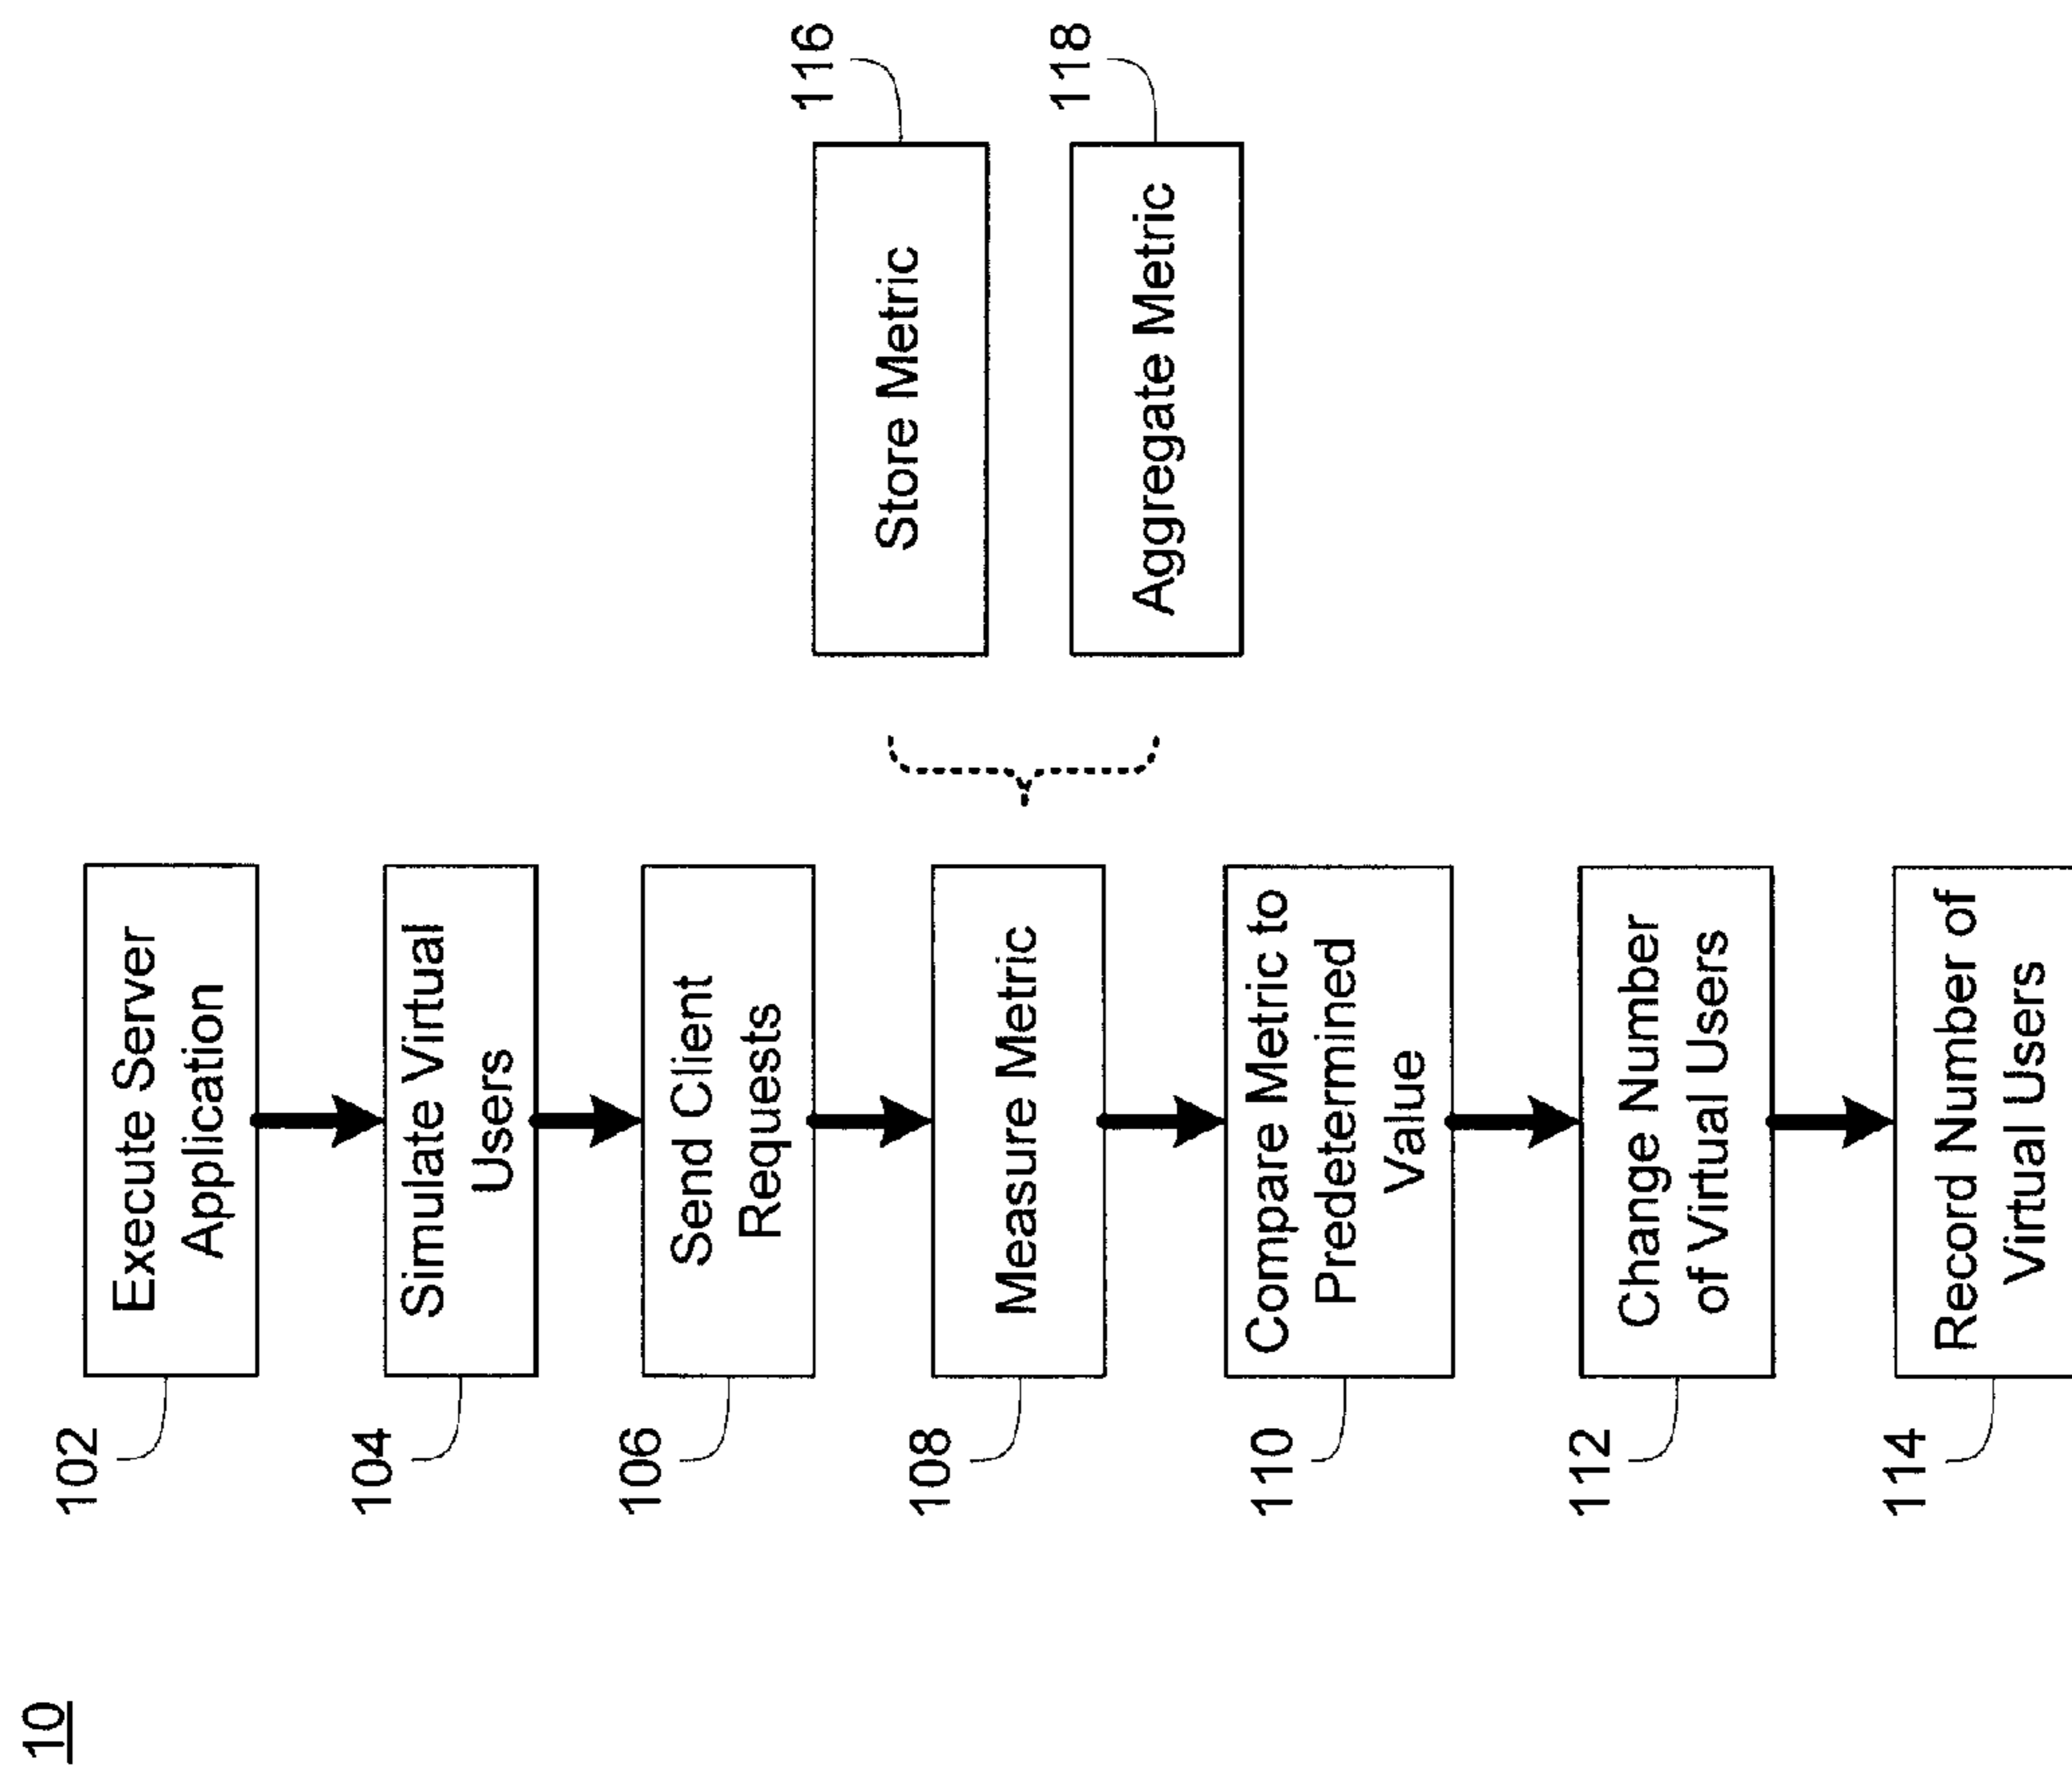 10
102
Execute Server
Application
104
Simulate Virtual
Users
106
Send Client
Requests
108
Measure Metric
110
Compare Metric to
Predetermined
Value
112
Change Number
of Virtual Users
114
Record Number of
Virtual Users
116
Store Metric
118
Aggregate Metric